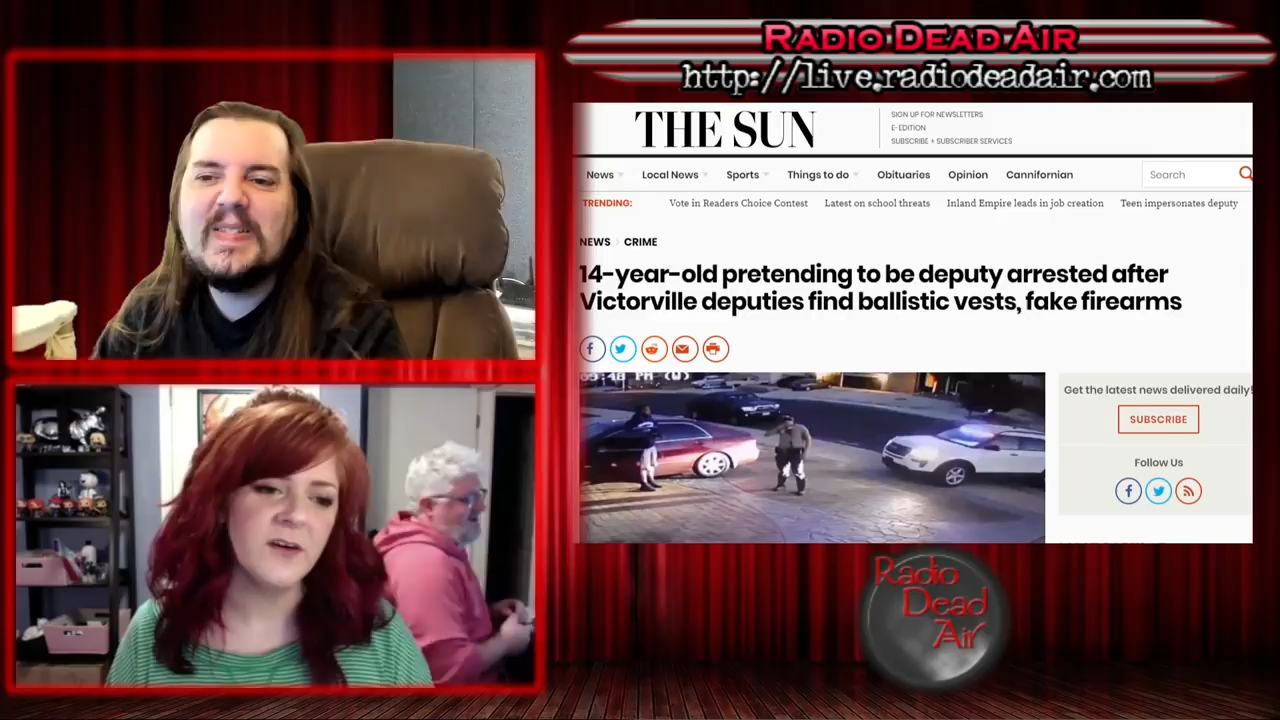 RADIO DEAD AIR
http://live.radiodeadair.com
THE SUN
SIGN UP FOR NEWSLETTERS
E-EDITION
SUBSCRIBE + SUBSCRIBER SERVICES
News Local News Sports Things to do Obituaries Opinion Cannifornian Search
TRENDING: Vote in Readers Choice Contest Latest on school threats Inland Empire leads in job creation Teen impersonates deputy
NEWS CRIME
14-year-old pretending to be deputy arrested after
Victorville deputies find ballistic vests, fake firearms
Get the latest news delivered daily!
SUBSCRIBE
Follow Us
Radio
Dead
Air